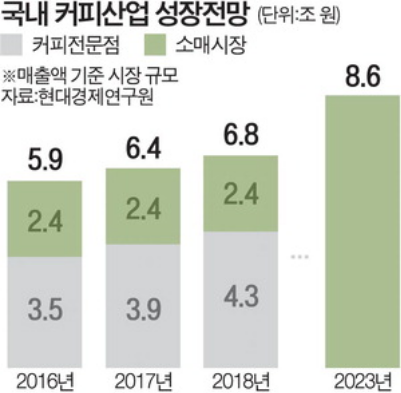 국내 커피산업 성장전망 (단위:조 원)
커피전문점 소매시장
※매출액 기준 시장 규모
자료:현대경제연구원
5.9 6.4 6.8 8.6
2.4 2.4 2.4
3.5 3.9 4.3 ...
2016년 2017년 2018년 2023년